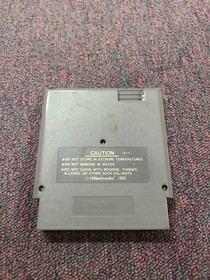 CAUTION
●DO NOT STORE IN EXTREME TEMPERATURES.
●DO NOT IMMERSE IN WATER.
●DO NOT CLEAN WITH BENZENE, THINNER,
ALCOHOL OR OTHER SUCH SOLVENTS.
Nintendo 1985